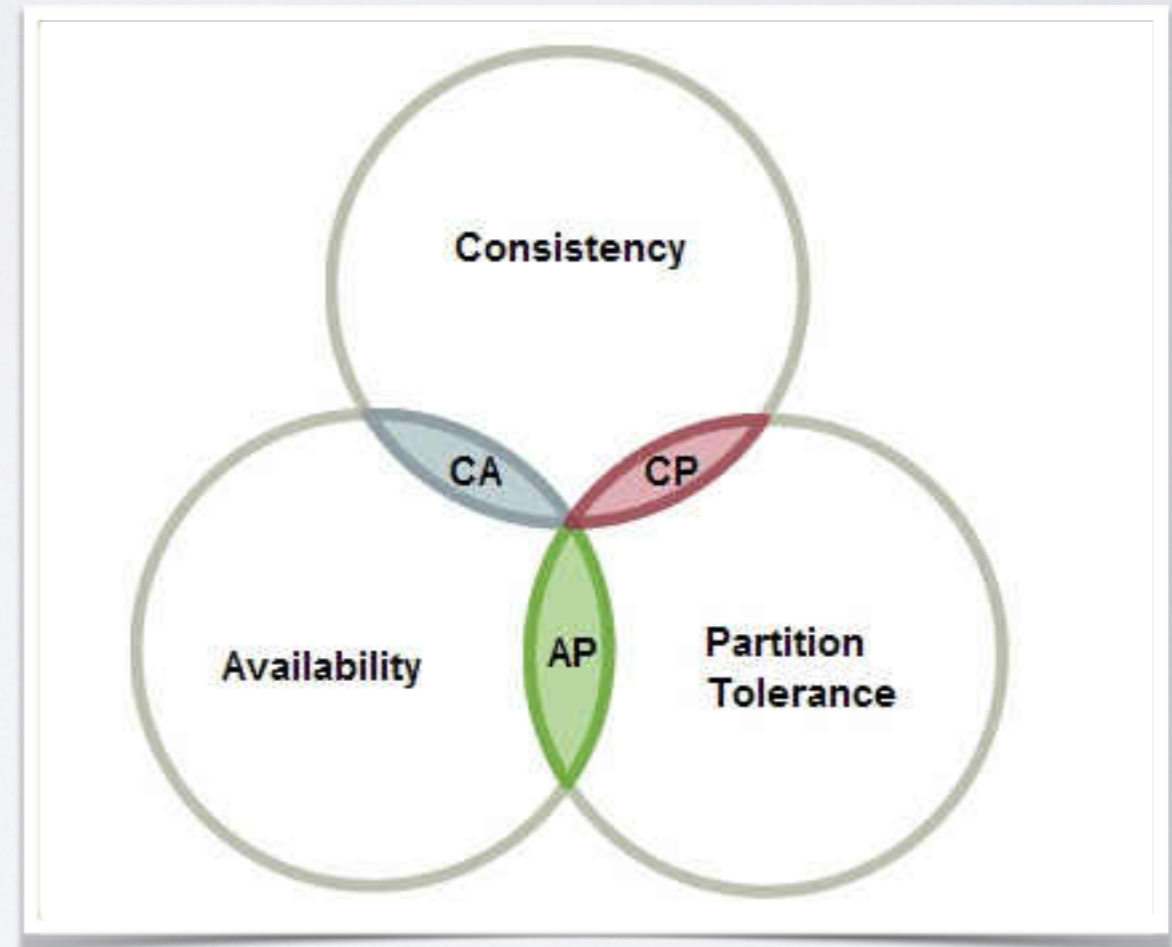 Consistency
CA
CP
Availability
AP
Partition
Tolerance